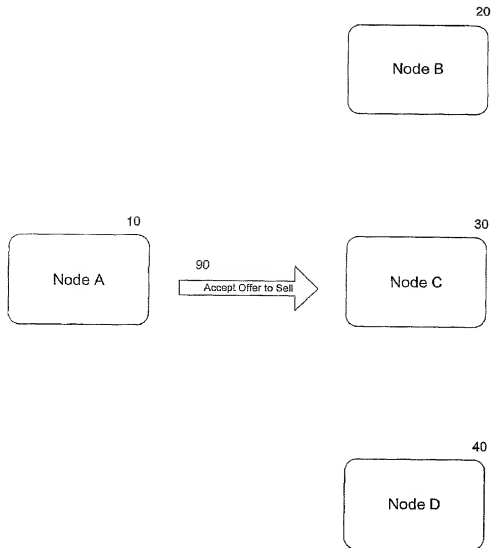 20
Node B
10
30
Node A
90
Accept Offer to Sell
Node C
40
Node D